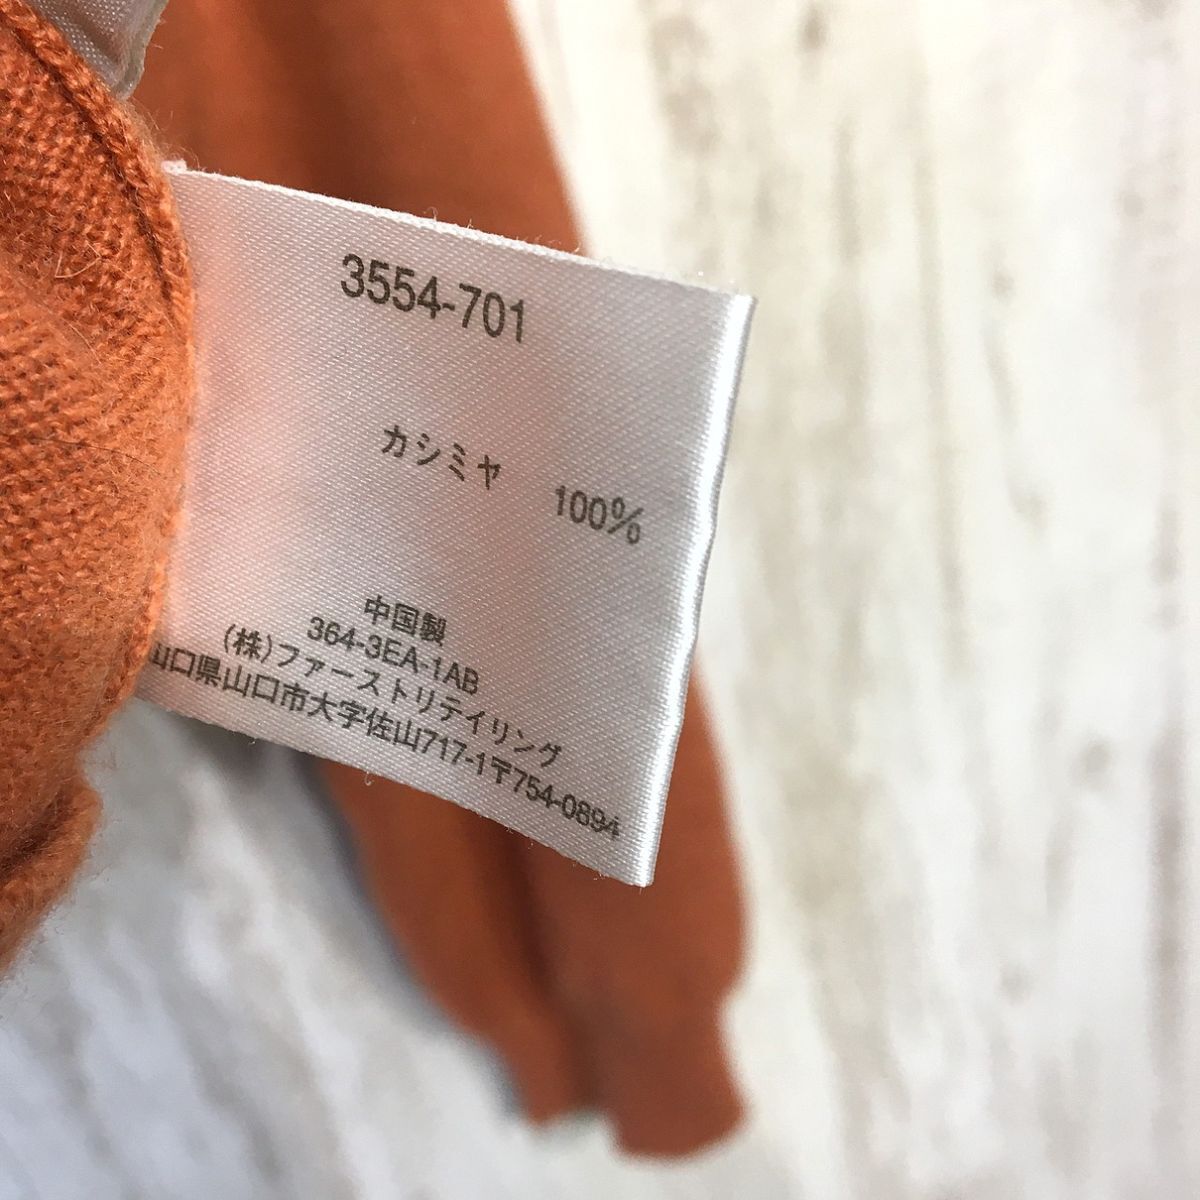 3554-701
カシミヤ 100%
中国製
364-3EA-1AB
(株)ファーストリテイリング
山口県山口市大字佐山717-1〒754-0894